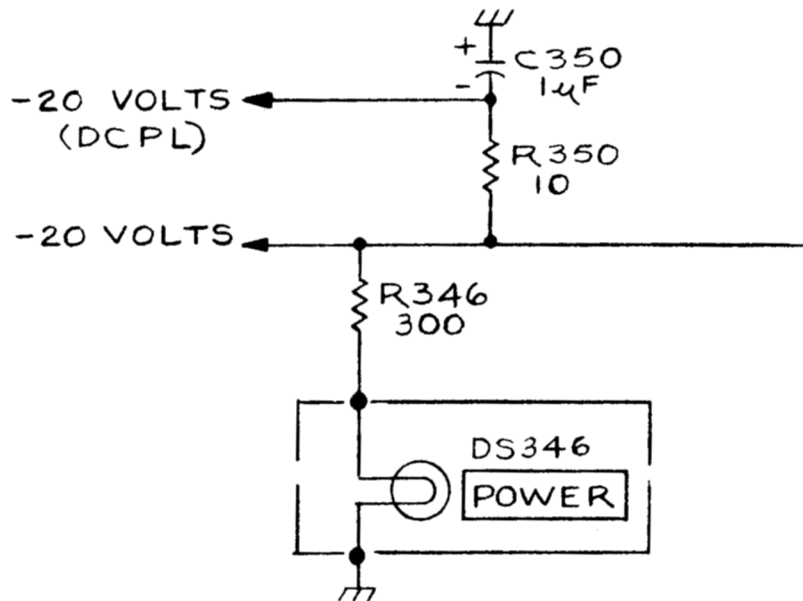 +
C350
1µF
-
-20 VOLTS
(DCPL)
R350
10
-20 VOLTS
R346
300
DS346
POWER